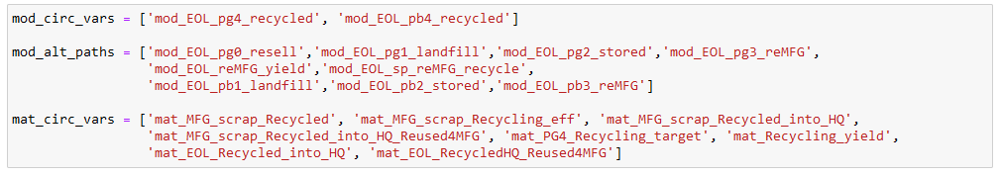 mod_circ_vars = ['mod_EOL_pg4_recycled', 'mod_EOL_pb4_recycled']
mod_alt_paths = ['mod_EOL_pg0_resell','mod_EOL_pg1_landfill','mod_EOL_pg2_stored','mod_EOL_pg3_reMFG',
'mod_EOL_reMFG_yield','mod_EOL_sp_reMFG_recycle',
'mod_EOL_pb1_landfill','mod_EOL_pb2_stored','mod_EOL_pb3_reMFG']
mat_circ_vars = ['mat_MFG_scrap_Recycled', 'mat_MFG_scrap_Recycling_eff', 'mat_MFG_scrap_Recycled_into_HQ',
'mat_MFG_scrap_Recycled_into_HQ_Reused4MFG', 'mat_PG4_Recycling_target', 'mat_Recycling_yield',
'mat_EOL_Recycled_into_HQ', 'mat_EOL_RecycledHQ_Reused4MFG']